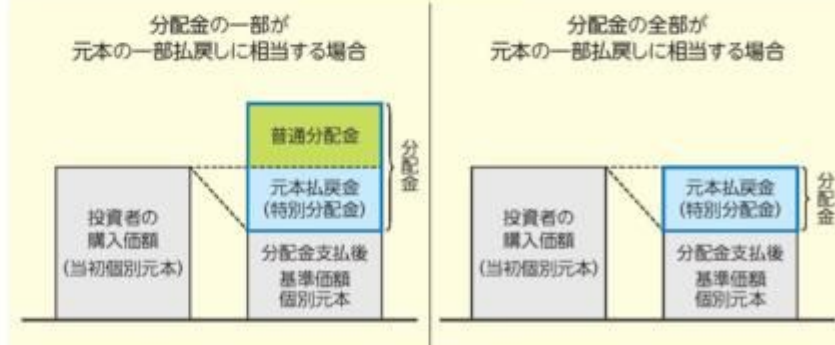 分配金の一部が
元本の一部払戻しに相当する場合
普通分配金
元本払戻金
(特別分配金)
分配金
投資者の
購入価額
(当初個別元本)
分配金支払後
基準価額
個別元本
分配金の全部が
元本の一部払戻しに相当する場合
元本払戻金
(特別分配金)
分配金
投資者の
購入価額
(当初個別元本)
分配金支払後
基準価額
個別元本